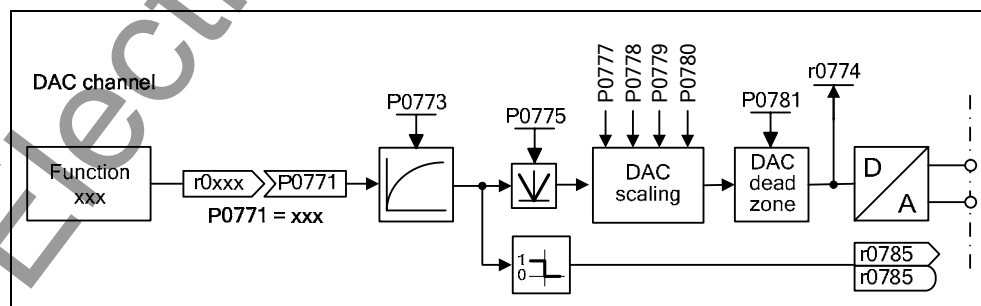 DAC channel
Function
xxx
r0xxx
P0771
P0771 = xxx
P0773
P0775
P0777
P0778
P0779
P0780
DAC
scaling
P0781
DAC
dead
zone
r0774
D
A
1
0
r0785
r0785
Electr